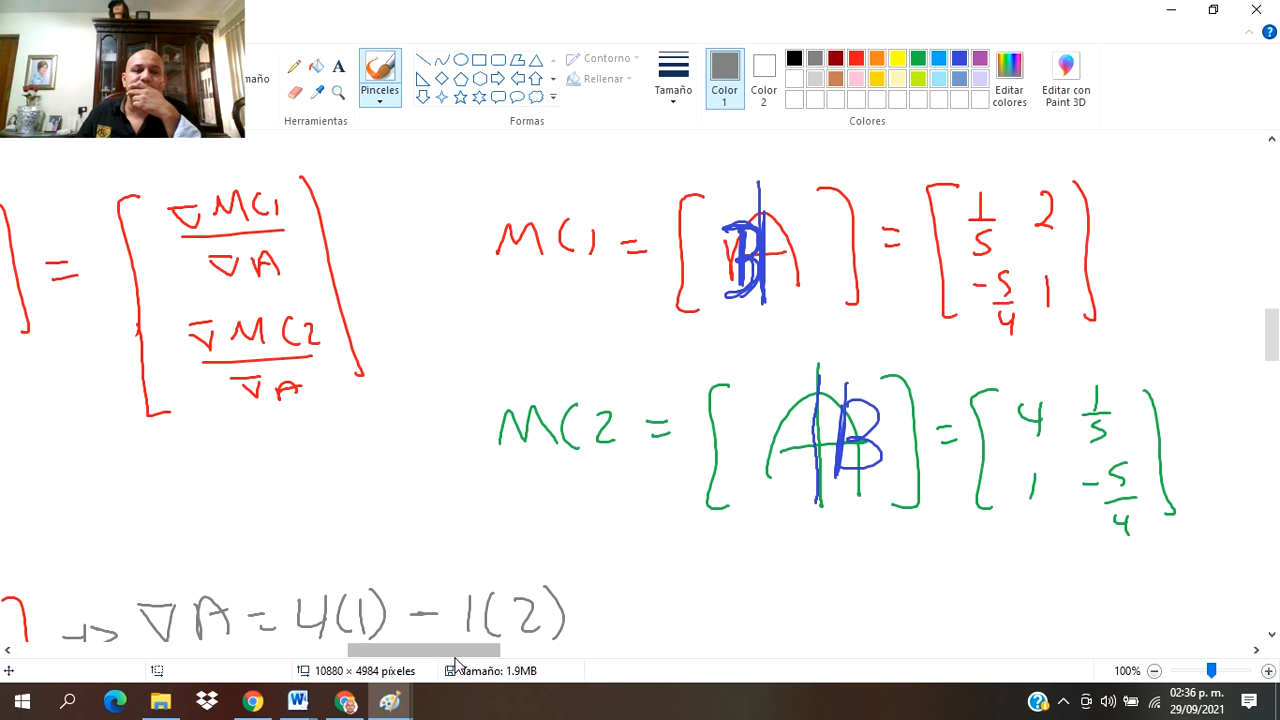 maño
Herramientas
Pinceles
Contorno
Rellenar
Formas
Tamaño
Color 1
Color 2
Editar colores
Editar con Paint 3D
Colores
= [ ∇MC1 / ∇A
∇MC2 / ∇A ]
MC1 = [ B A ] = [ 1/5 2
-5/4 1 ]
MC2 = [ A B ] = [ 4 1/5
1 -5/4 ]
→ ∇A = 4(1) - 1(2)
10880 × 4984 píxeles
Tamaño: 1.9MB
100%
02:36 p. m.
29/09/2021